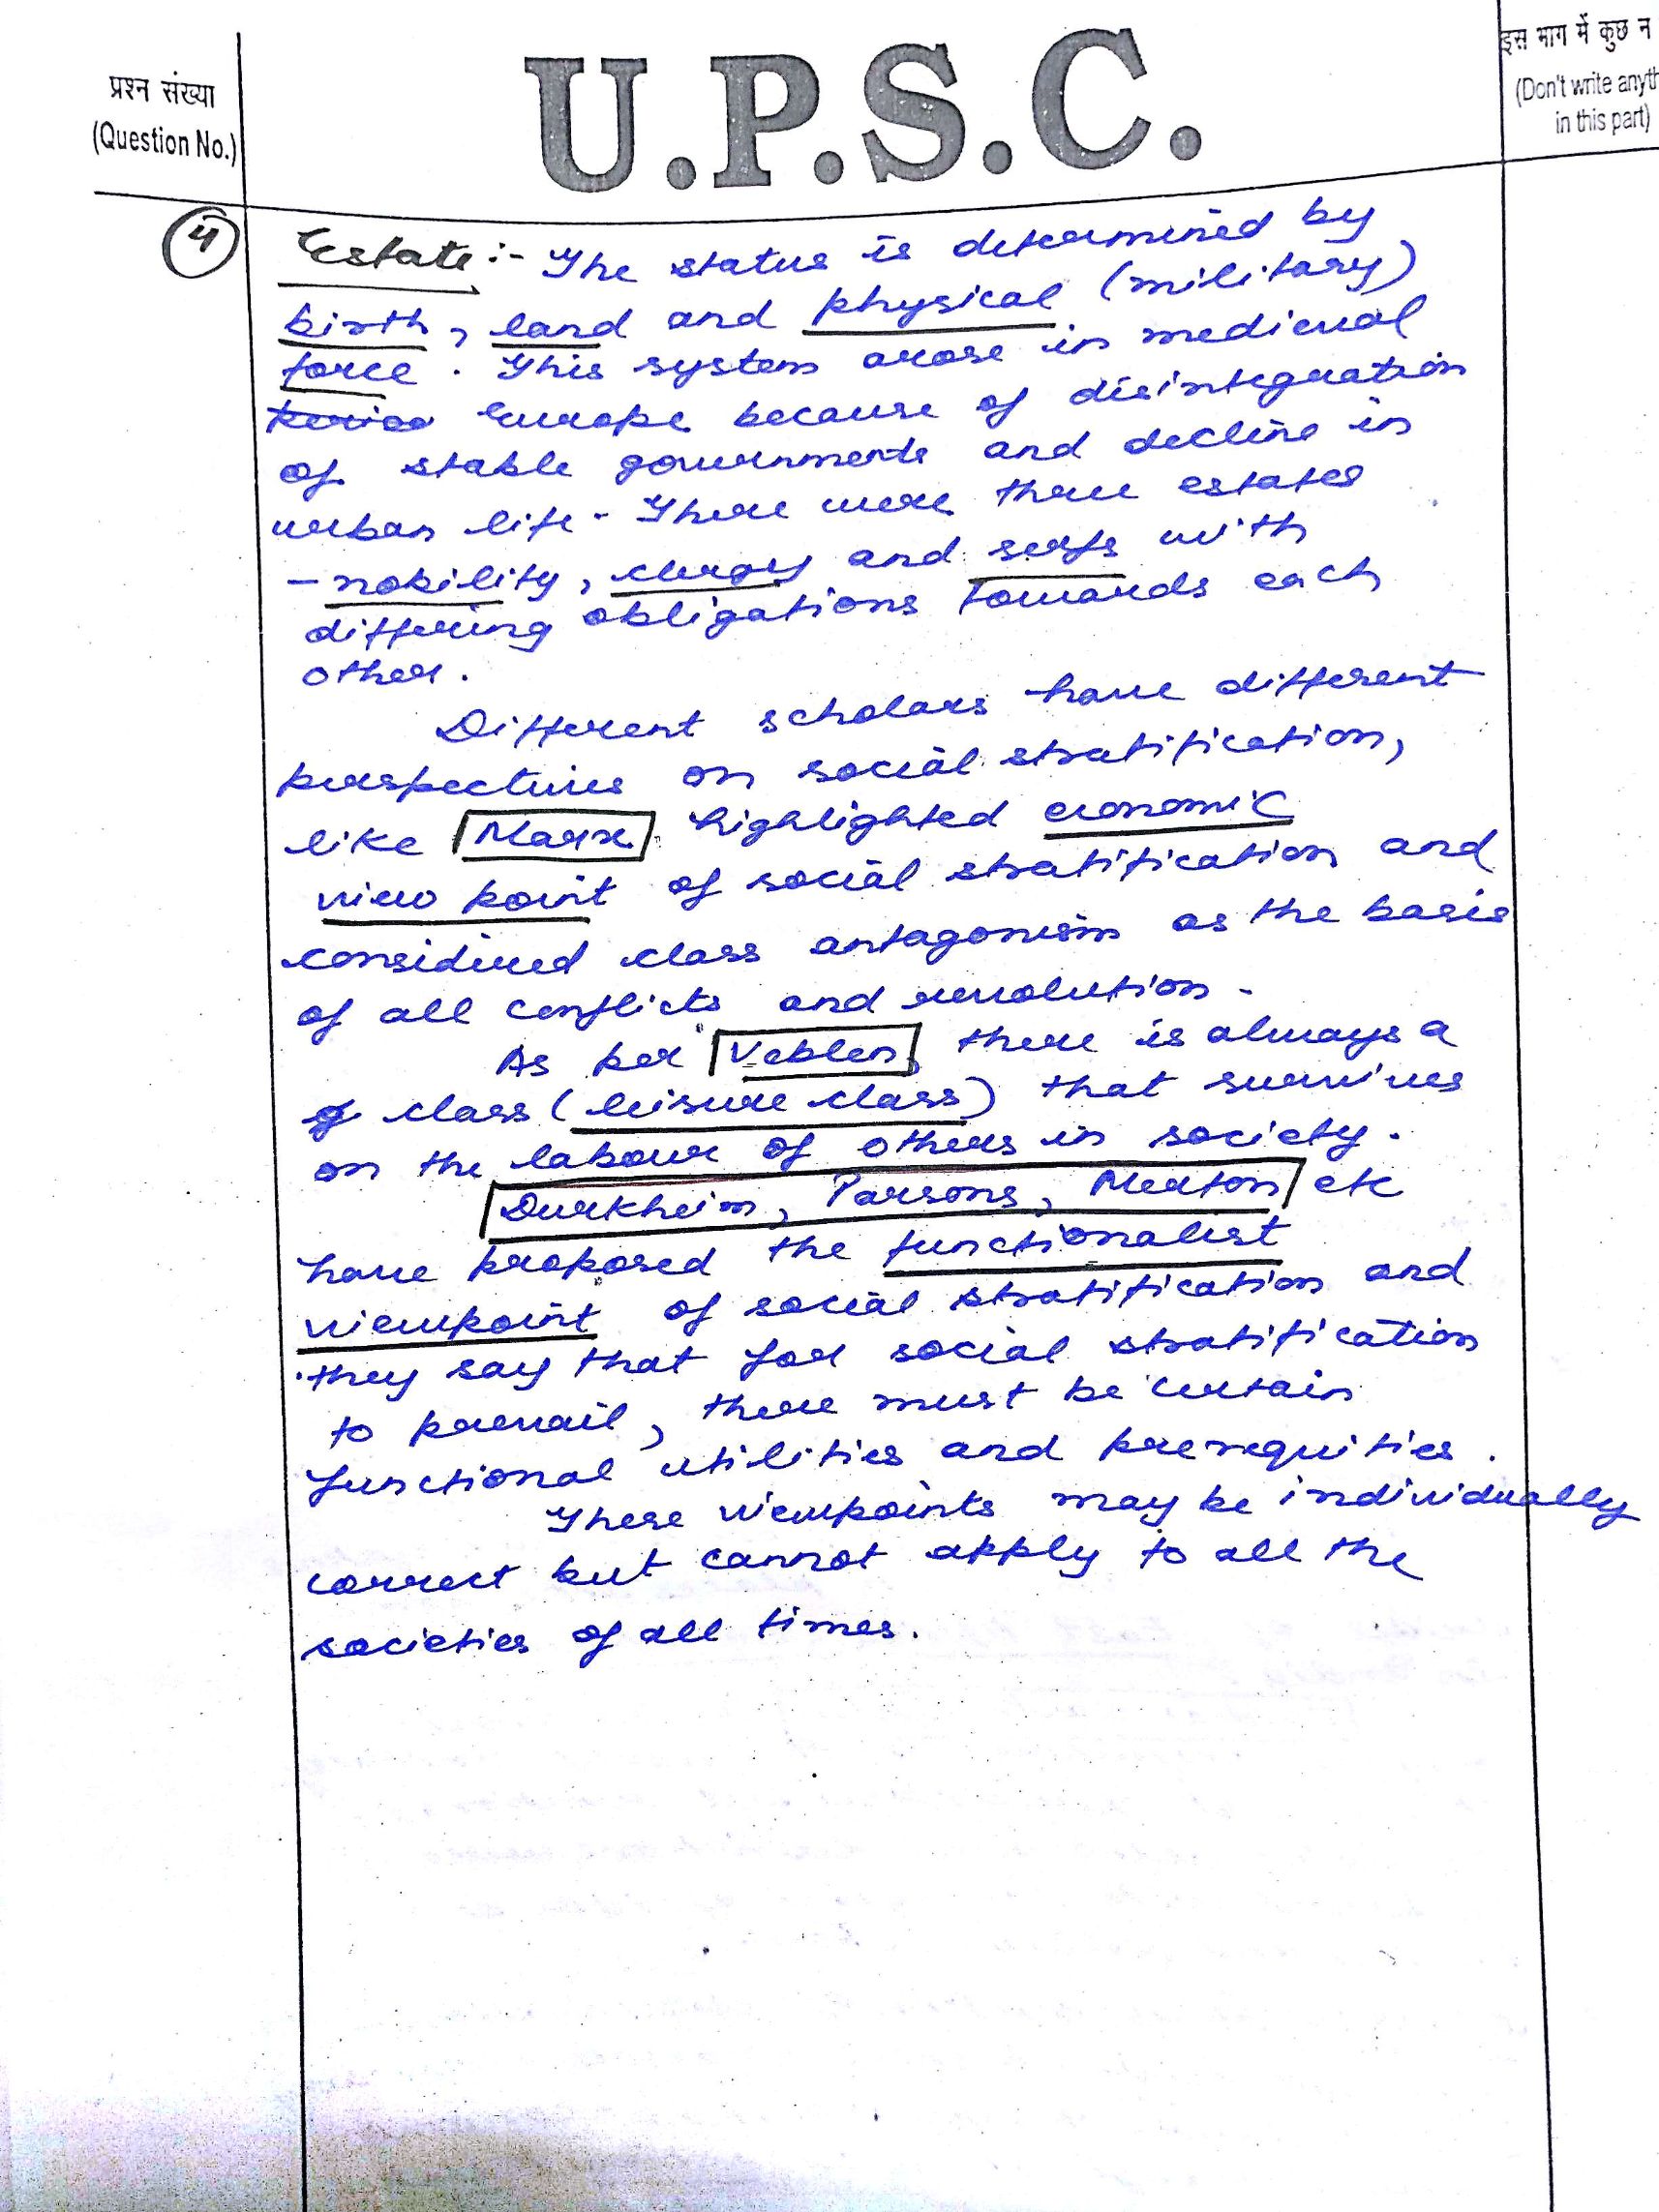 प्रश्न संख्या
(Question No.)
U.P.S.C.
इस भाग में कुछ न
(Don't write anyth
in this part)
4
Estate :- The status is determined by
birth, land and physical (military)
force. This system arose in medieval
Europe because of disintegration
of stable governments and decline in
urban life. There were three estates
- nobility, clergy and serfs with
differing obligations towards each
other.
Different scholars have different
perspectives on social stratification,
like Marx highlighted economic
view point of social stratification and
considered class antagonism as the basis
of all conflicts and revolution.
As per Veblen, there is always a
class (leisure class) that survives
on the labour of others in society.
Durkheim, Parsons, Merton etc
have proposed the functionalist
viewpoint of social stratification and
they say that for social stratification
to prevail, there must be certain
functional utilities and prerequities.
These viewpoints may be individually
correct but cannot apply to all the
societies of all times.